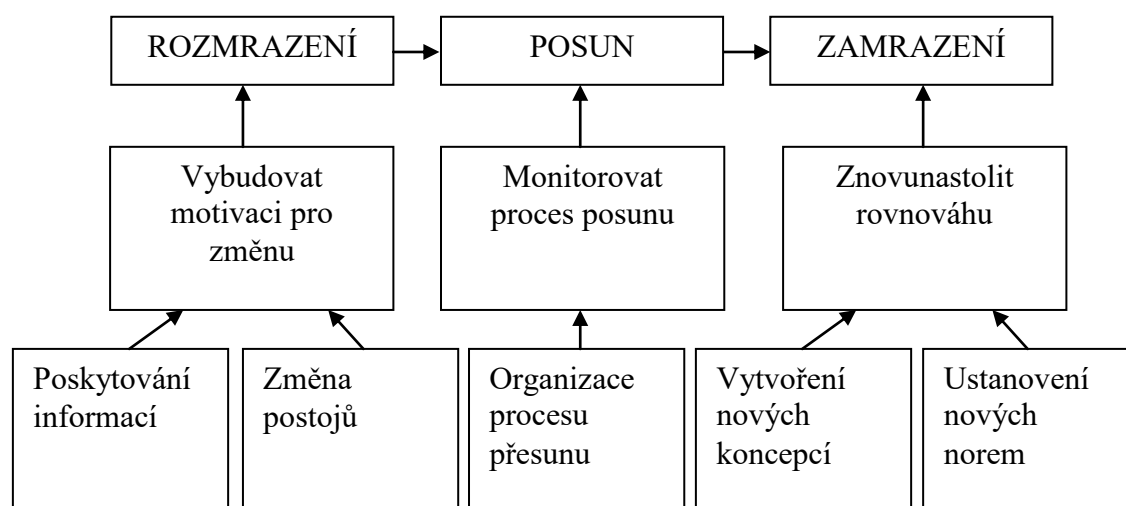 ROZMRAZENÍ
POSUN
ZAMRAZENÍ
Vybudovat
motivaci pro
změnu
Monitorovat
proces posunu
Znovunastolit
rovnováhu
Poskytování
informací
Změna
postojů
Organizace
procesu
přesunu
Vytvoření
nových
koncepcí
Ustanovení
nových
norem